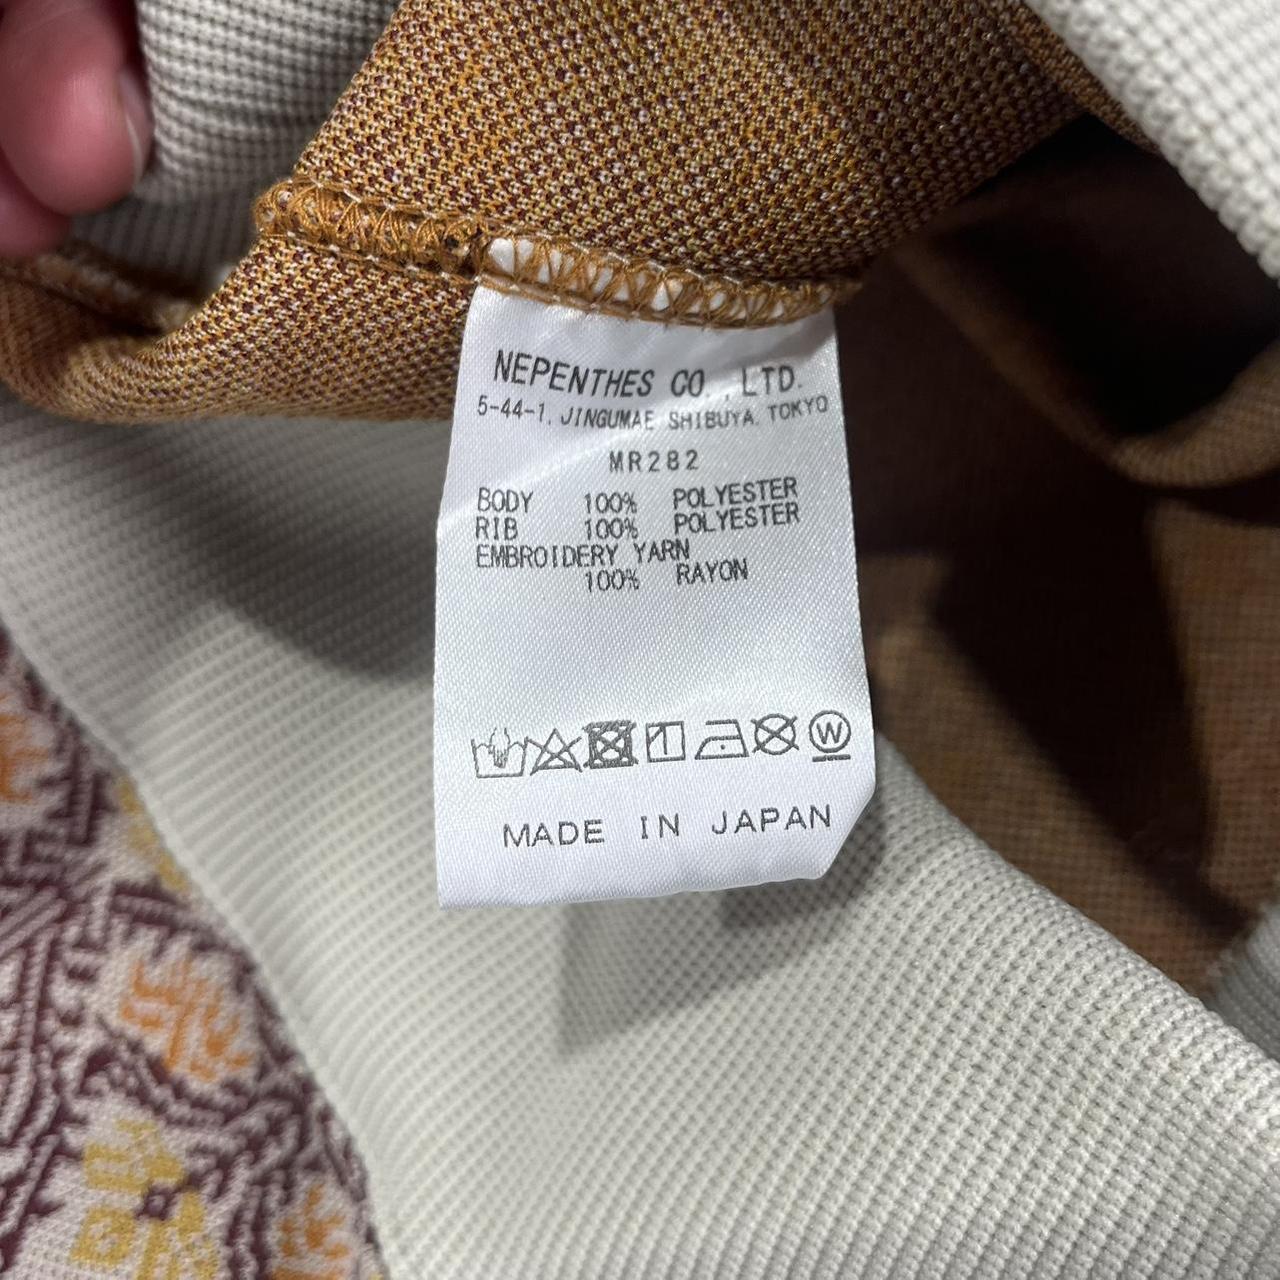 NEPENTHES CO.,LTD.
5-44-1, JINGUMAE SHIBUYA. TOKYO
MR282
BODY 100% POLYESTER
RIB 100% POLYESTER
EMBROIDERY YARN
100% RAYON
W
MADE IN JAPAN